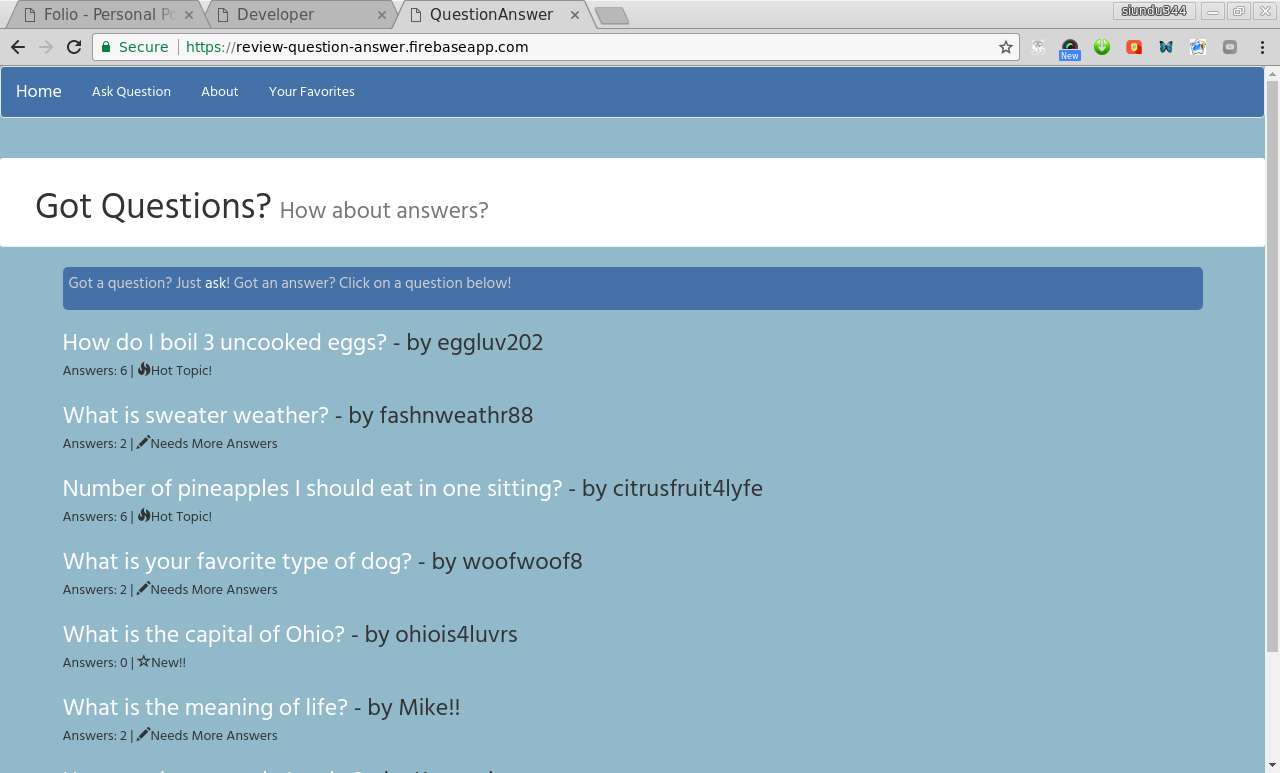 Folio - Personal Po
Developer
QuestionAnswer
siundu344
Secure
https://review-question-answer.firebaseapp.com
New
Home
Ask Question
About
Your Favorites
Got Questions? How about answers?
Got a question? Just ask! Got an answer? Click on a question below!
How do I boil 3 uncooked eggs? - by eggluv202
Answers: 6 | Hot Topic!
What is sweater weather? - by fashnweathr88
Answers: 2 | Needs More Answers
Number of pineapples I should eat in one sitting? - by citrusfruit4lyfe
Answers: 6 | Hot Topic!
What is your favorite type of dog? - by woofwoof8
Answers: 2 | Needs More Answers
What is the capital of Ohio? - by ohiois4luvrs
Answers: 0 | New!!
What is the meaning of life? - by Mike!!
Answers: 2 | Needs More Answers